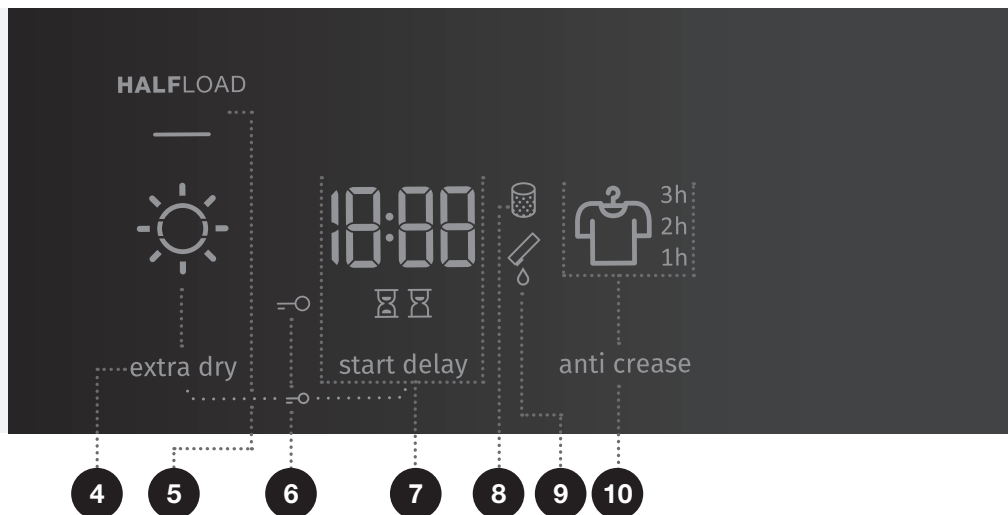 HALFLOAD
18:88
3h
2h
1h
extra dry
start delay
anti crease
4
5
6
7
8
9
10